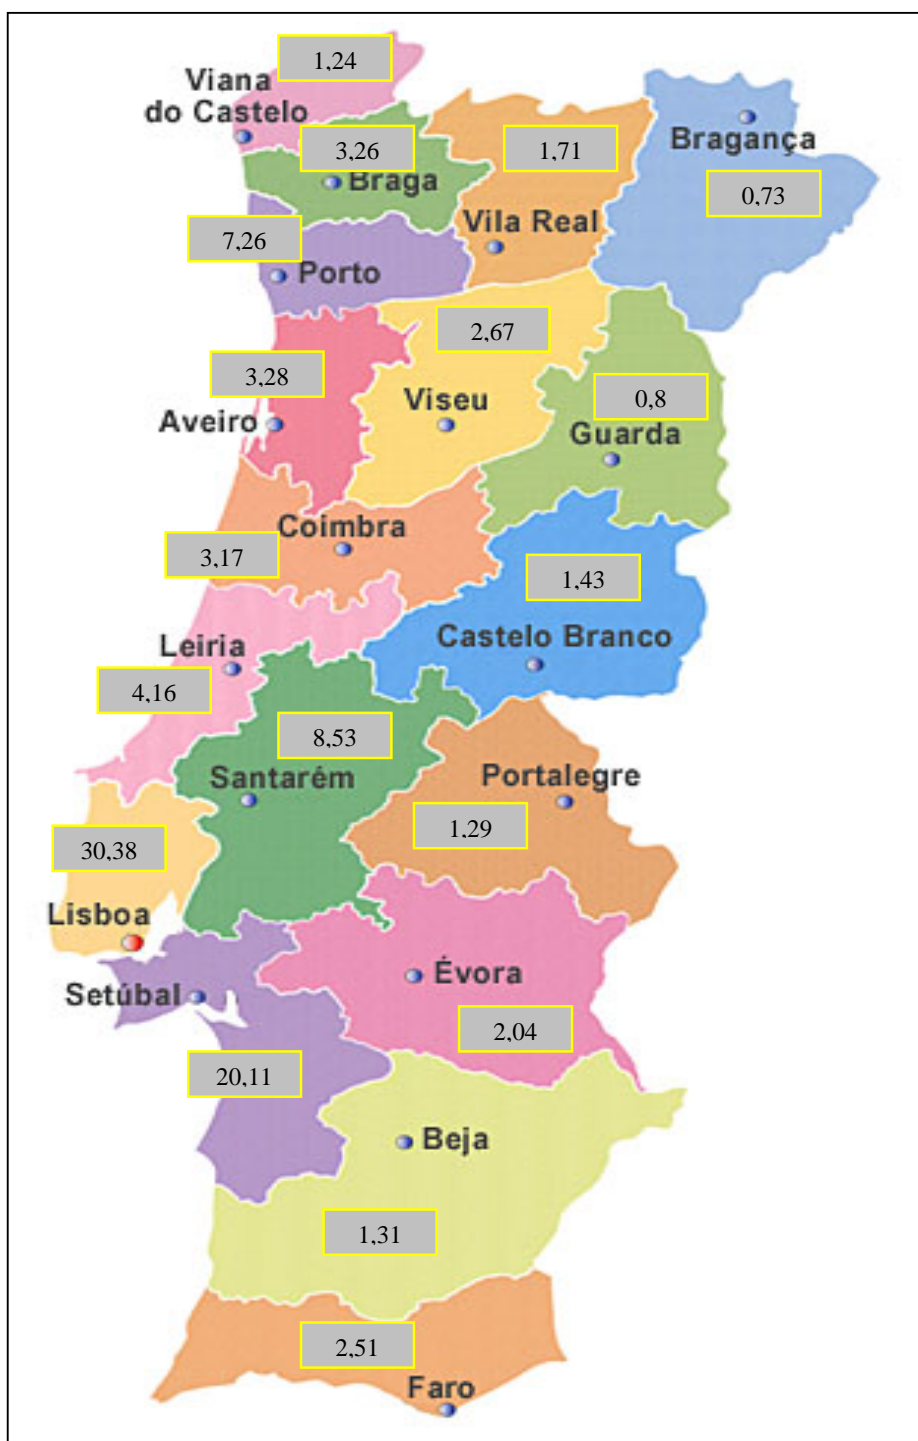 1,24
Viana
do Castelo
3,26
Braga
1,71
Bragança
0,73
Vila Real
7,26
Porto
2,67
3,28
Viseu
Aveiro
0,8
Guarda
Coimbra
3,17
1,43
Castelo Branco
Leiria
4,16
8,53
Santarém
Portalegre
1,29
30,38
Lisboa
Évora
Setúbal
2,04
20,11
Beja
1,31
2,51
Faro